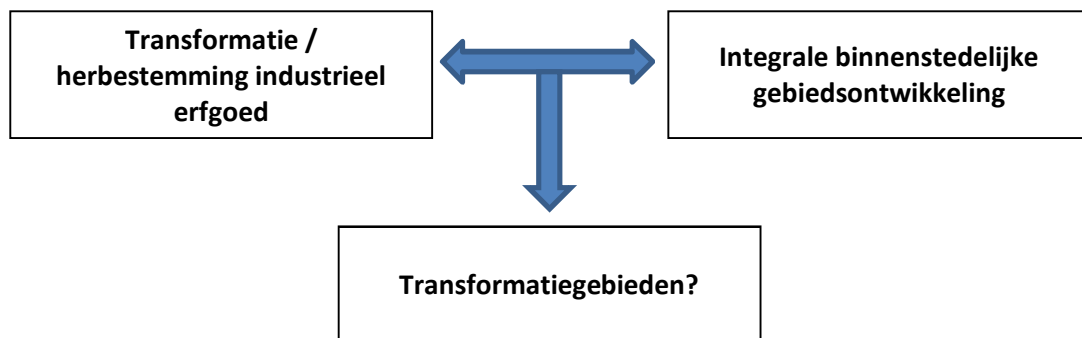 Transformatie /
herbestemming industrieel
erfgoed
Integrale binnenstedelijke
gebiedsontwikkeling
Transformatiegebieden?